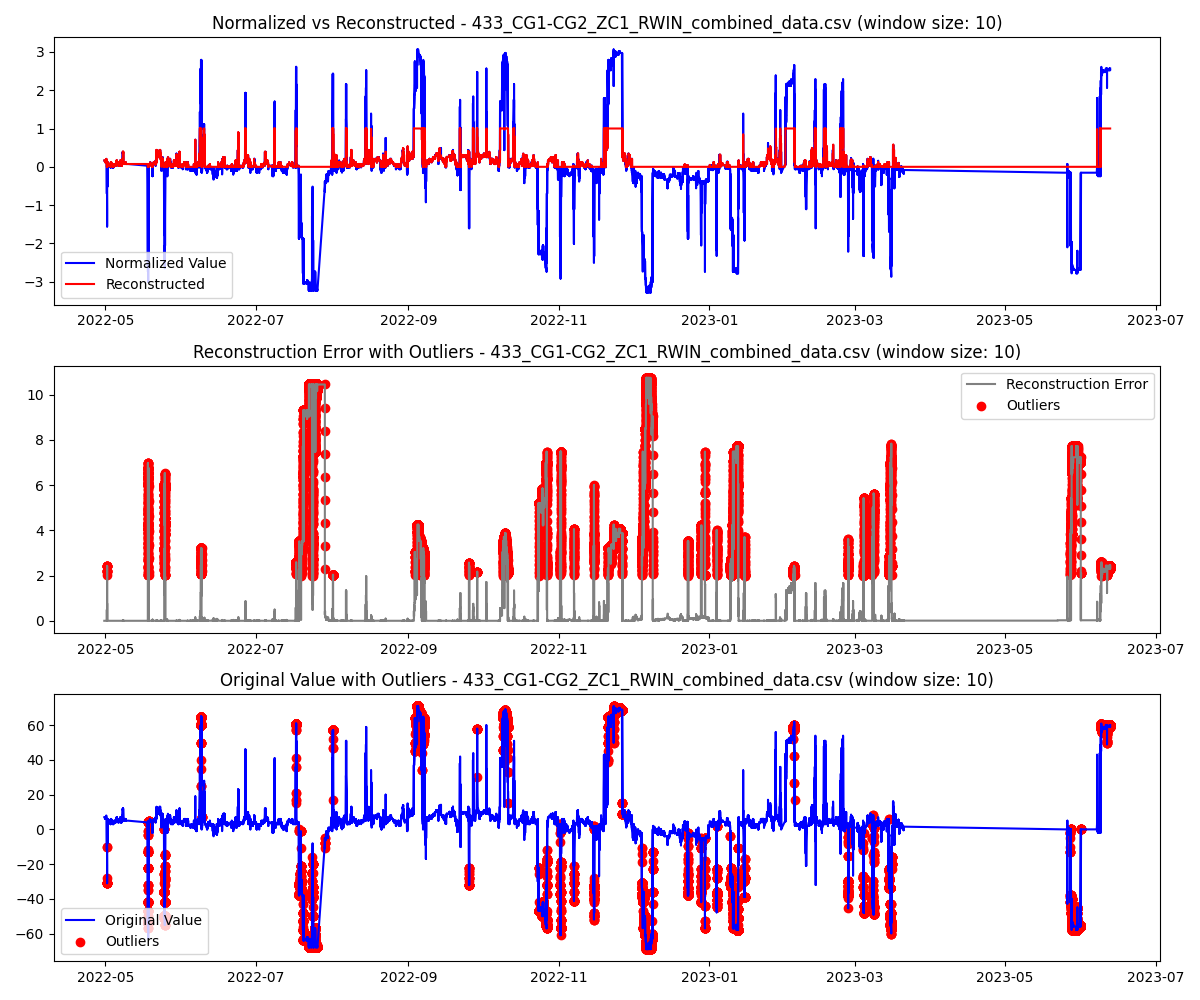 Normalized vs Reconstructed - 433_CG1-CG2_ZC1_RWIN_combined_data.csv (window size: 10)
3
2
1
0
−1
−2
−3
Normalized Value
Reconstructed
2022-05 2022-07 2022-09 2022-11 2023-01 2023-03 2023-05 2023-07
Reconstruction Error with Outliers - 433_CG1-CG2_ZC1_RWIN_combined_data.csv (window size: 10)
10
8
6
4
2
0
Reconstruction Error
Outliers
2022-05 2022-07 2022-09 2022-11 2023-01 2023-03 2023-05 2023-07
Original Value with Outliers - 433_CG1-CG2_ZC1_RWIN_combined_data.csv (window size: 10)
60
40
20
0
−20
−40
−60
Original Value
Outliers
2022-05 2022-07 2022-09 2022-11 2023-01 2023-03 2023-05 2023-07